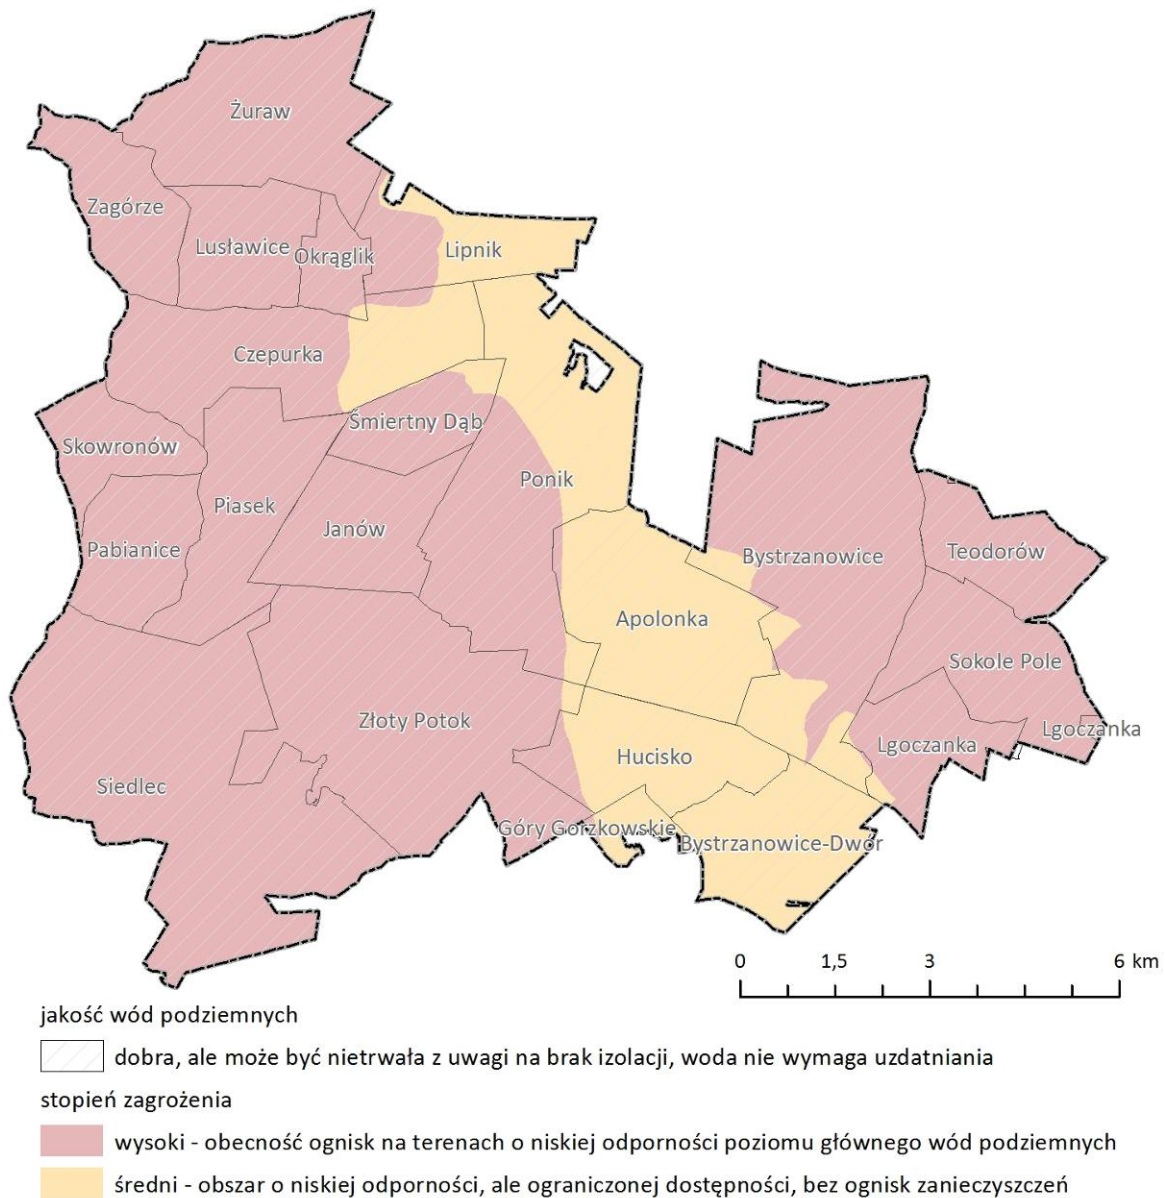 Żuraw
Zagórze
Lusławice
Okrąglik
Lipnik
Czepurka
Śmiertny Dąb
Skowronów
Ponik
Piasek
Janów
Pabianice
Bystrzanowice
Teodorów
Apolonka
Sokole Pole
Złoty Potok
Lgoczanka
Lgoczanka
Hucisko
Siedlec
Góry Gorzkowskie
Bystrzanowice-Dwór
0 1,5 3 6 km
jakość wód podziemnych
dobra, ale może być nietrwała z uwagi na brak izolacji, woda nie wymaga uzdatniania
stopień zagrożenia
wysoki - obecność ognisk na terenach o niskiej odporności poziomu głównego wód podziemnych
średni - obszar o niskiej odporności, ale ograniczonej dostępności, bez ognisk zanieczyszczeń